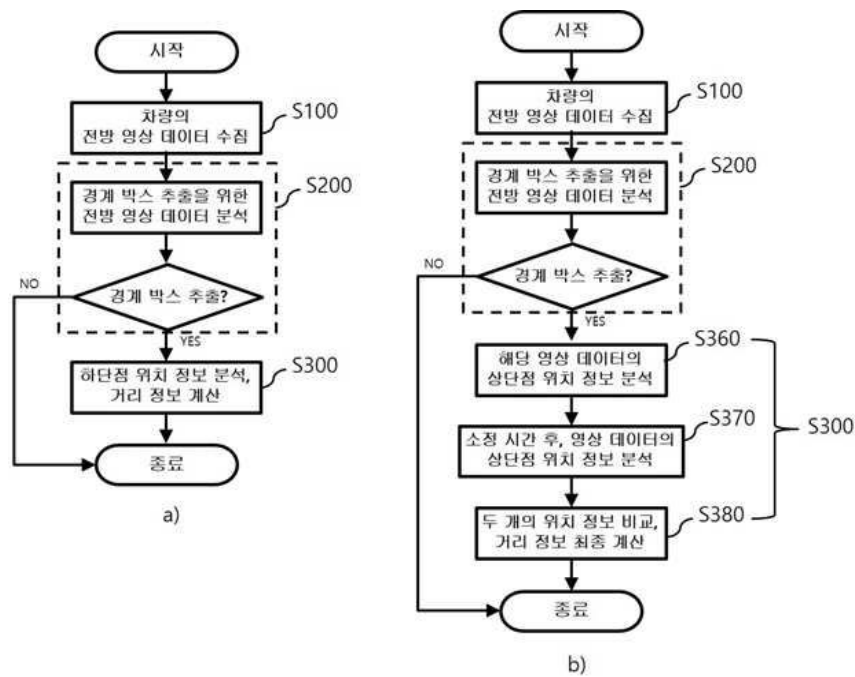 시작
차량의
전방 영상 데이터 수집
S100
경계 박스 추출을 위한
전방 영상 데이터 분석
S200
경계 박스 추출?
NO
YES
하단점 위치 정보 분석,
거리 정보 계산
S300
종료
a)
시작
차량의
전방 영상 데이터 수집
S100
경계 박스 추출을 위한
전방 영상 데이터 분석
S200
경계 박스 추출?
NO
YES
해당 영상 데이터의
상단점 위치 정보 분석
S360
소정 시간 후, 영상 데이터의
상단점 위치 정보 분석
S370
S300
두 개의 위치 정보 비교,
거리 정보 최종 계산
S380
종료
b)